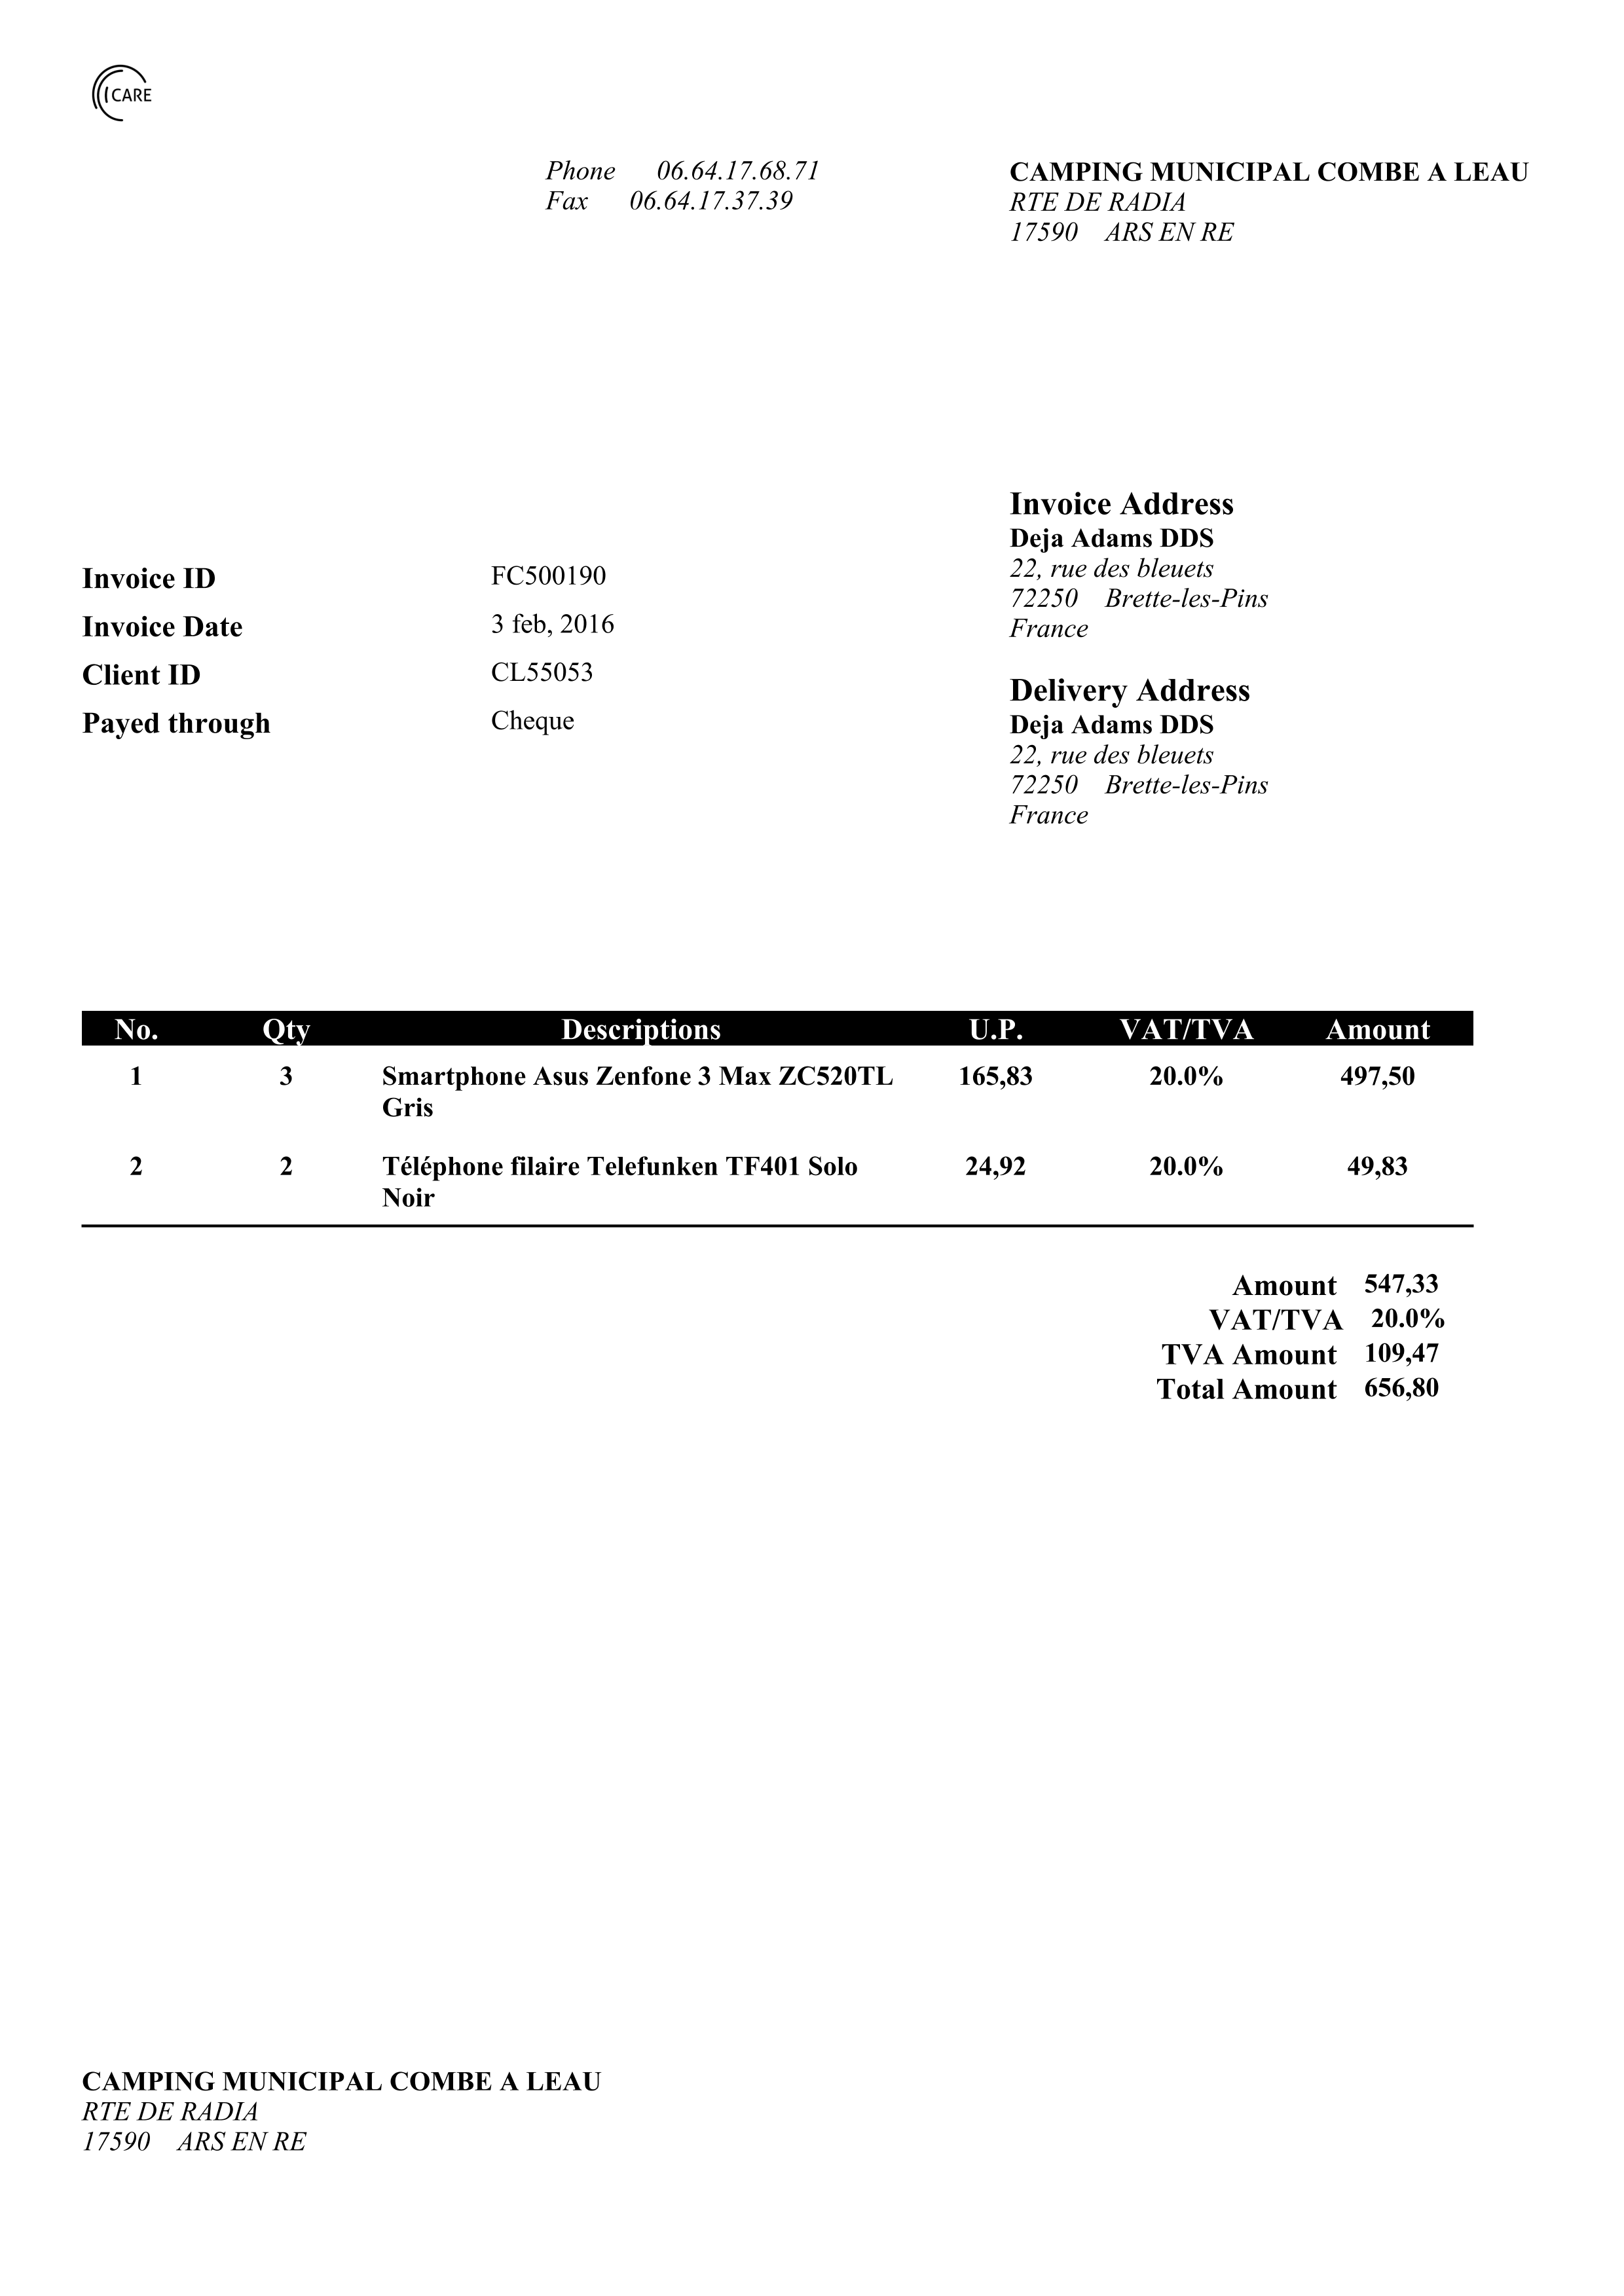 CARE
Phone 06.64.17.68.71
Fax 06.64.17.37.39
CAMPING MUNICIPAL COMBE A LEAU
RTE DE RADIA
17590 ARS EN RE
Invoice ID FC500190
Invoice Date 3 feb, 2016
Client ID CL55053
Payed through Cheque
Invoice Address
Deja Adams DDS
22, rue des bleuets
72250 Brette-les-Pins
France
Delivery Address
Deja Adams DDS
22, rue des bleuets
72250 Brette-les-Pins
France
No. Qty Descriptions U.P. VAT/TVA Amount
1 3 Smartphone Asus Zenfone 3 Max ZC520TL 165,83 20.0% 497,50
Gris
2 2 Téléphone filaire Telefunken TF401 Solo 24,92 20.0% 49,83
Noir
Amount 547,33
VAT/TVA 20.0%
TVA Amount 109,47
Total Amount 656,80
CAMPING MUNICIPAL COMBE A LEAU
RTE DE RADIA
17590 ARS EN RE